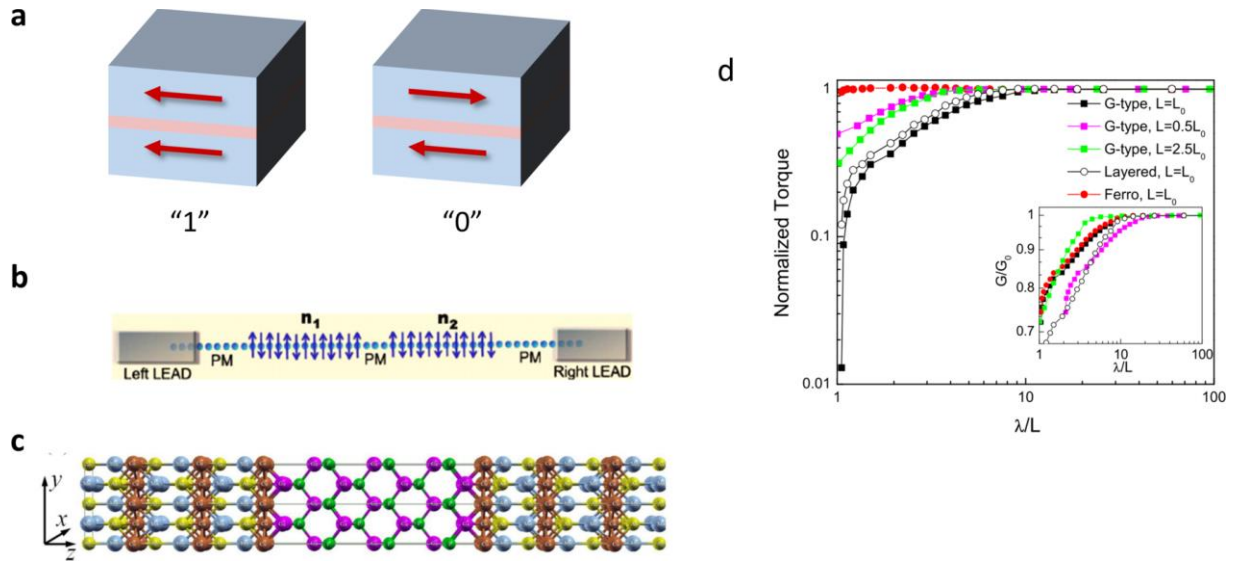 a
"1"
"0"
b
n1
n2
PM
PM
PM
Left LEAD
Right LEAD
c
y
x
z
d
Normalized Torque
1
0.1
0.01
1
10
100
λ/L
G-type, L=L0
G-type, L=0.5L0
G-type, L=2.5L0
Layered, L=L0
Ferro, L=L0
G/G0
1
0.9
0.8
0.7
1
10
100
λ/L